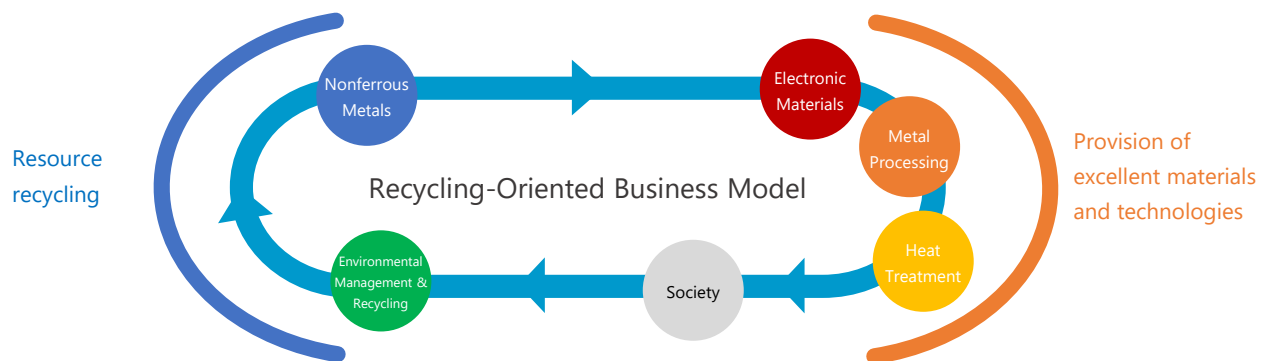 Nonferrous
Metals
Electronic
Materials
Metal
Processing
Resource
recycling
Recycling-Oriented Business Model
Provision of
excellent materials
and technologies
Environmental
Management &
Recycling
Society
Heat
Treatment